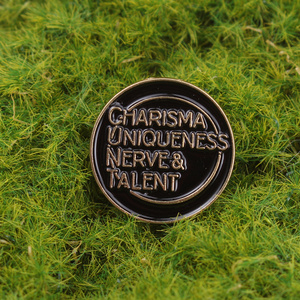 CHARISMA
UNIQUENESS
NERVE &
TALENT